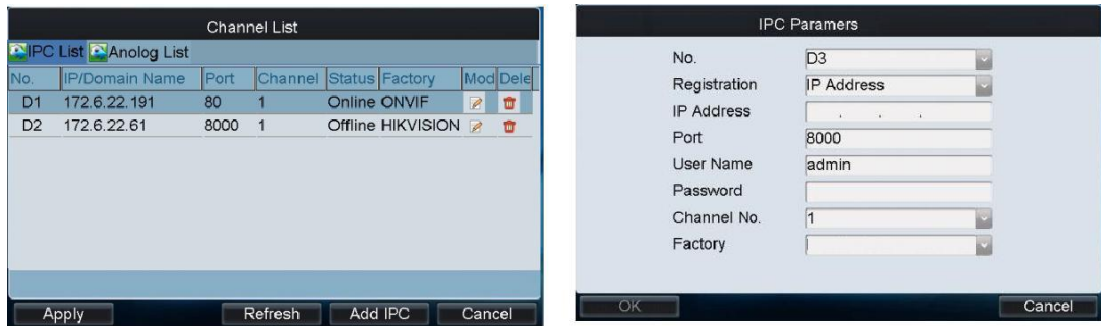 Channel List
IPC List Anolog List
No. IP/Domain Name Port Channel Status Factory Mod Dele
D1 172.6.22.191 80 1 Online ONVIF
D2 172.6.22.61 8000 1 Offline HIKVISION
Apply Refresh Add IPC Cancel
IPC Paramers
No. D3
Registration IP Address
IP Address . . .
Port 8000
User Name admin
Password
Channel No. 1
Factory
OK Cancel